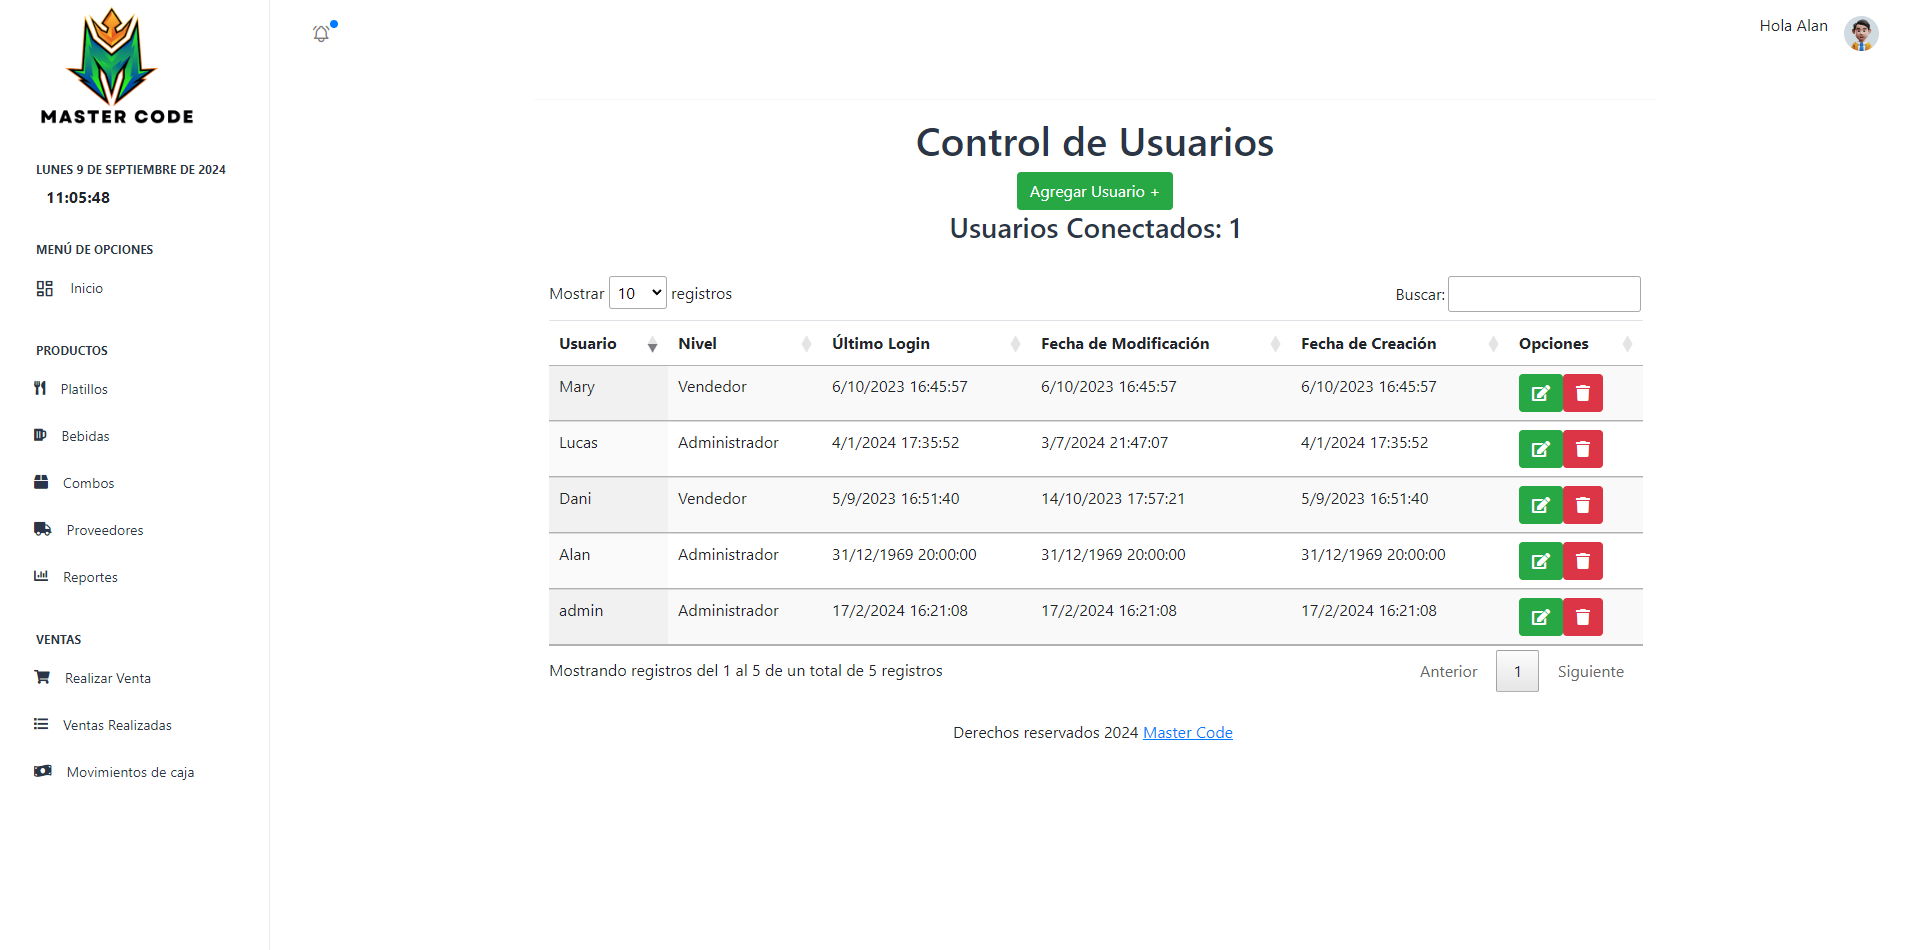 MASTER CODE
LUNES 9 DE SEPTIEMBRE DE 2024
11:05:48
MENÚ DE OPCIONES
Inicio
PRODUCTOS
Platillos
Bebidas
Combos
Proveedores
Reportes
VENTAS
Realizar Venta
Ventas Realizadas
Movimientos de caja
Hola Alan
Control de Usuarios
Agregar Usuario +
Usuarios Conectados: 1
Mostrar 10 registros Buscar:
Usuario Nivel Último Login Fecha de Modificación Fecha de Creación Opciones
Mary Vendedor 6/10/2023 16:45:57 6/10/2023 16:45:57 6/10/2023 16:45:57
Lucas Administrador 4/1/2024 17:35:52 3/7/2024 21:47:07 4/1/2024 17:35:52
Dani Vendedor 5/9/2023 16:51:40 14/10/2023 17:57:21 5/9/2023 16:51:40
Alan Administrador 31/12/1969 20:00:00 31/12/1969 20:00:00 31/12/1969 20:00:00
admin Administrador 17/2/2024 16:21:08 17/2/2024 16:21:08 17/2/2024 16:21:08
Mostrando registros del 1 al 5 de un total de 5 registros Anterior 1 Siguiente
Derechos reservados 2024 Master Code